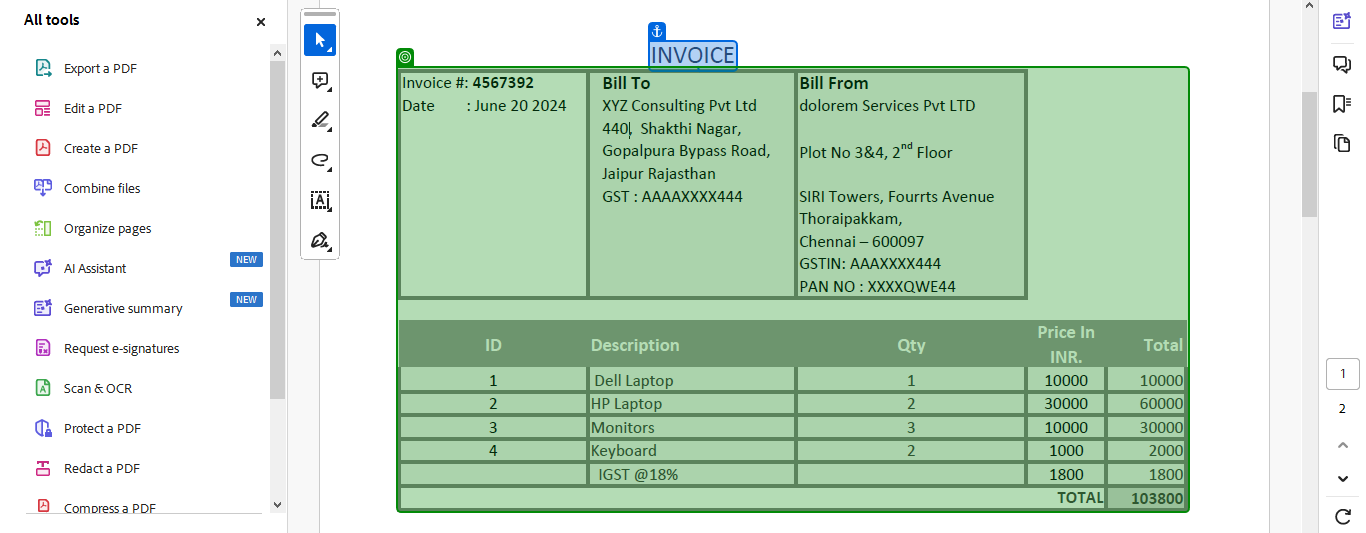 All tools
Export a PDF
Edit a PDF
Create a PDF
Combine files
Organize pages
AI Assistant NEW
Generative summary NEW
Request e-signatures
Scan & OCR
Protect a PDF
Redact a PDF
Compress a PDF
INVOICE
Invoice #: 4567392
Date : June 20 2024
Bill To
XYZ Consulting Pvt Ltd
440, Shakthi Nagar,
Gopalpura Bypass Road,
Jaipur Rajasthan
GST : AAAAXXXX444
Bill From
dolorem Services Pvt LTD
Plot No 3&4, 2nd Floor
SIRI Towers, Fourrts Avenue
Thoraipakkam,
Chennai – 600097
GSTIN: AAAXXXX444
PAN NO : XXXXQWE44
ID Description Qty Price In INR. Total
1 Dell Laptop 1 10000 10000
2 HP Laptop 2 30000 60000
3 Monitors 3 10000 30000
4 Keyboard 2 1000 2000
IGST @18% 1800 1800
TOTAL 103800
1
2